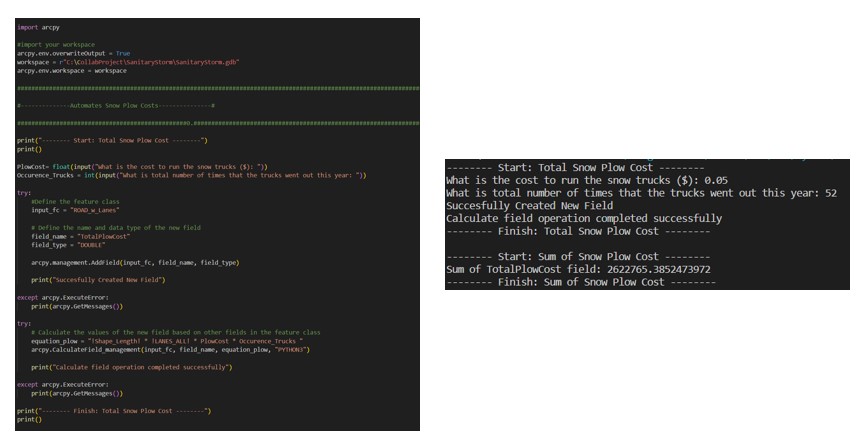 import arcpy
#import your workspace
arcpy.env.overwriteOutput = True
workspace = r"C:\CollabProject\SanitaryStorm\SanitaryStorm.gdb"
arcpy.env.workspace = workspace
#--------------Automates Snow Plow Costs---------------#
print("-------- Start: Total Snow Plow Cost --------")
print()
PlowCost= float(input("What is the cost to run the snow trucks ($): "))
Occurence_Trucks = int(input("What is total number of times that the trucks went out this year: "))
try:
#Define the feature class
input_fc = "ROAD_w_Lanes"
# Define the name and data type of the new field
field_name = "TotalPlowCost"
field_type = "DOUBLE"
arcpy.management.AddField(input_fc, field_name, field_type)
print("Succesfully Created New Field")
except arcpy.ExecuteError:
print(arcpy.GetMessages())
try:
# Calculate the values of the new field based on other fields in the feature class
equation_plow = "!Shape_Length! * !LANES_ALL! * PlowCost * Occurence_Trucks "
arcpy.CalculateField_management(input_fc, field_name, equation_plow, "PYTHON3")
print("Calculate field operation completed successfully")
except arcpy.ExecuteError:
print(arcpy.GetMessages())
print("-------- Finish: Total Snow Plow Cost --------")
print()
-------- Start: Total Snow Plow Cost --------
What is the cost to run the snow trucks ($): 0.05
What is total number of times that the trucks went out this year: 52
Succesfully Created New Field
Calculate field operation completed successfully
-------- Finish: Total Snow Plow Cost --------
-------- Start: Sum of Snow Plow Cost --------
Sum of TotalPlowCost field: 2622765.3852473972
-------- Finish: Sum of Snow Plow Cost --------